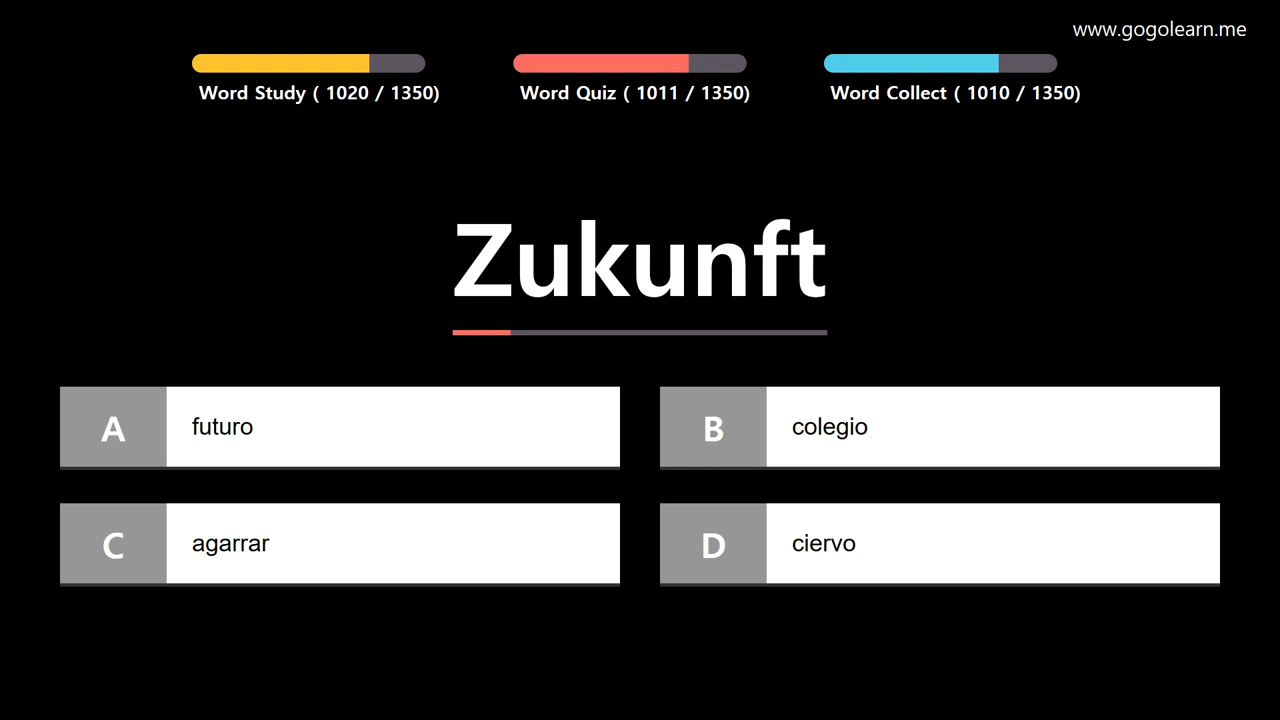 www.gogolearn.me
Word Study ( 1020 / 1350)
Word Quiz ( 1011 / 1350)
Word Collect ( 1010 / 1350)
Zukunft
A futuro
B colegio
C agarrar
D ciervo